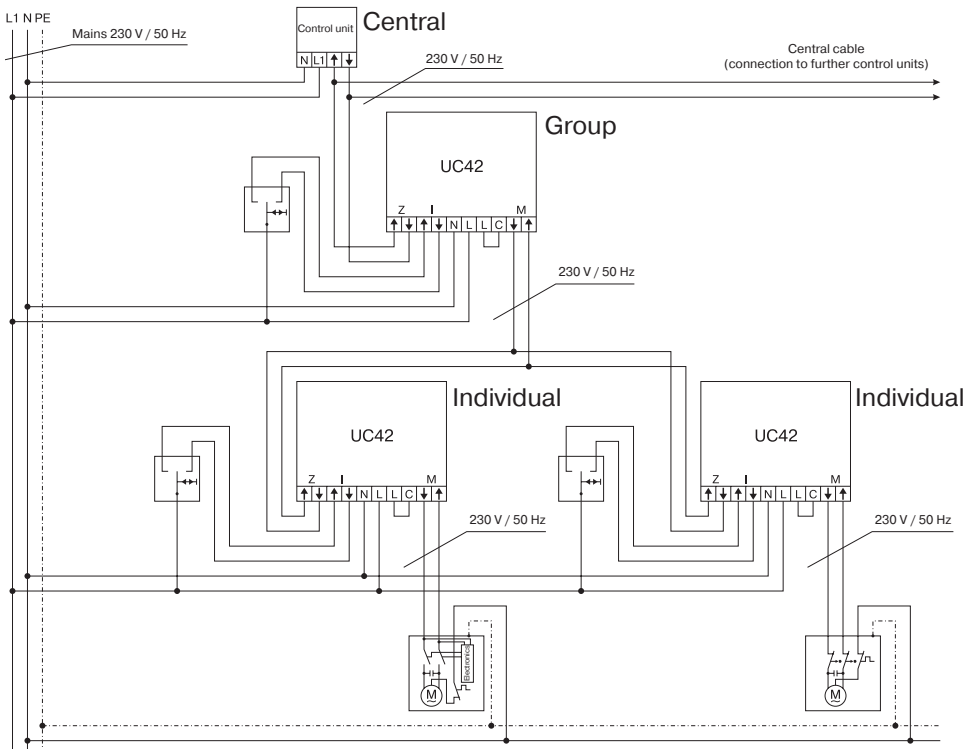 L1 N PE
Mains 230 V / 50 Hz
Control unit
Central
N L1 ↑ ↓
230 V / 50 Hz
Central cable
(connection to further control units)
Group
UC42
Z I M
↑ ↓ ↑ ↓ N L L C ↓ ↑
230 V / 50 Hz
Individual
UC42
Z I M
↑ ↓ ↑ ↓ N L L C ↓ ↑
230 V / 50 Hz
Individual
UC42
Z I M
↑ ↓ ↑ ↓ N L L C ↓ ↑
230 V / 50 Hz
Electronics
M
~
M
~